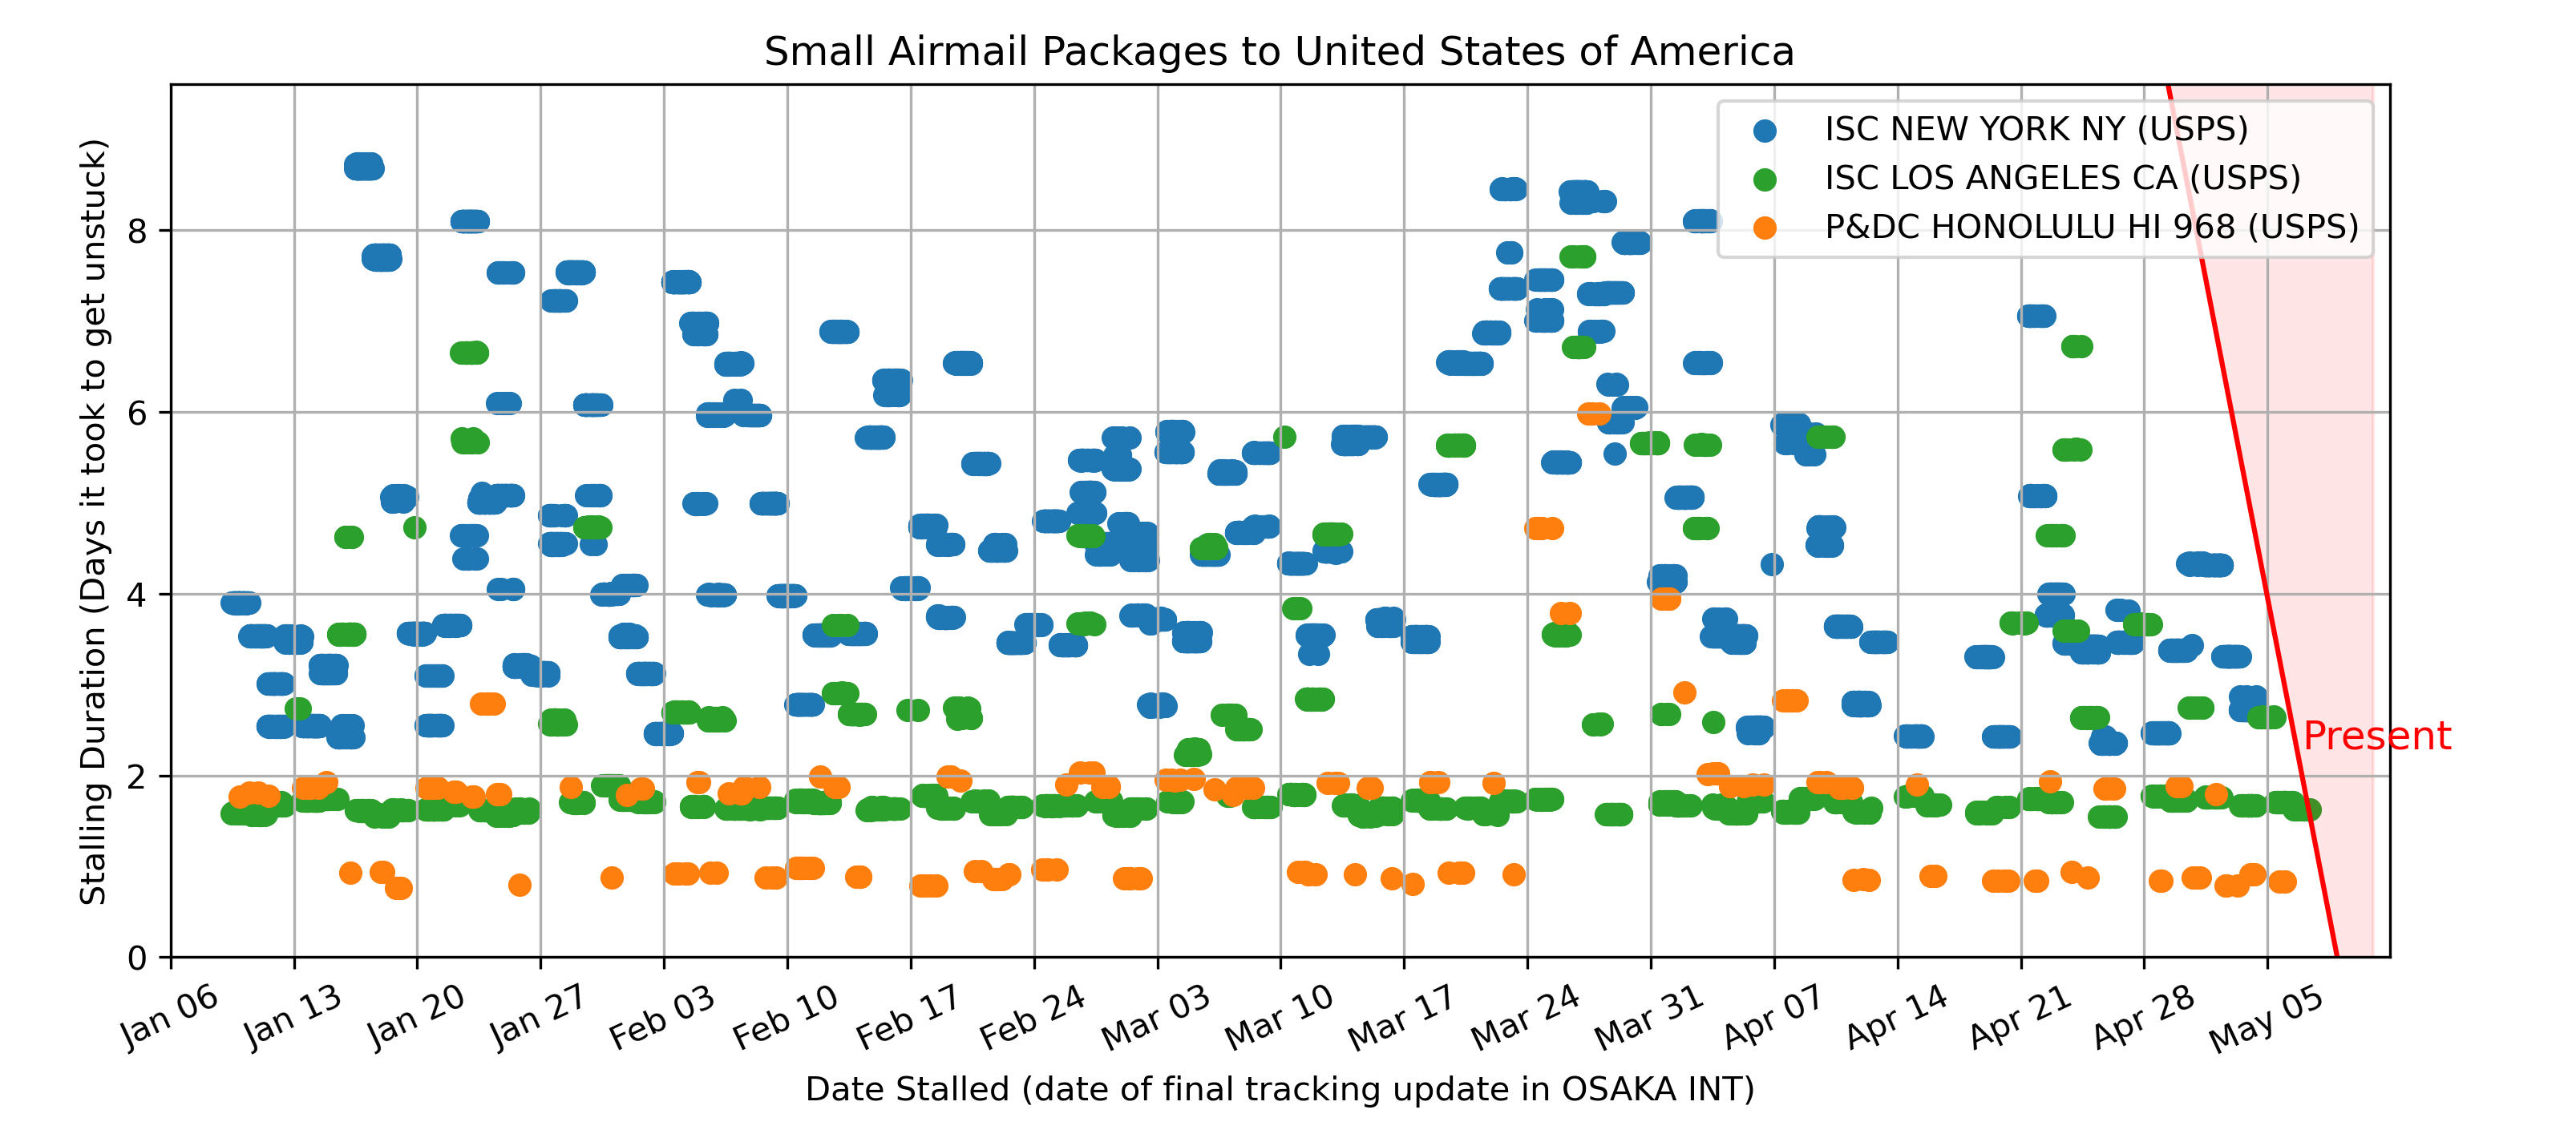 Small Airmail Packages to United States of America
ISC NEW YORK NY (USPS)
ISC LOS ANGELES CA (USPS)
P&DC HONOLULU HI 968 (USPS)
Stalling Duration (Days it took to get unstuck)
8
6
4
2
0
Present
Jan 06
Jan 13
Jan 20
Jan 27
Feb 03
Feb 10
Feb 17
Feb 24
Mar 03
Mar 10
Mar 17
Mar 24
Mar 31
Apr 07
Apr 14
Apr 21
Apr 28
May 05
Date Stalled (date of final tracking update in OSAKA INT)